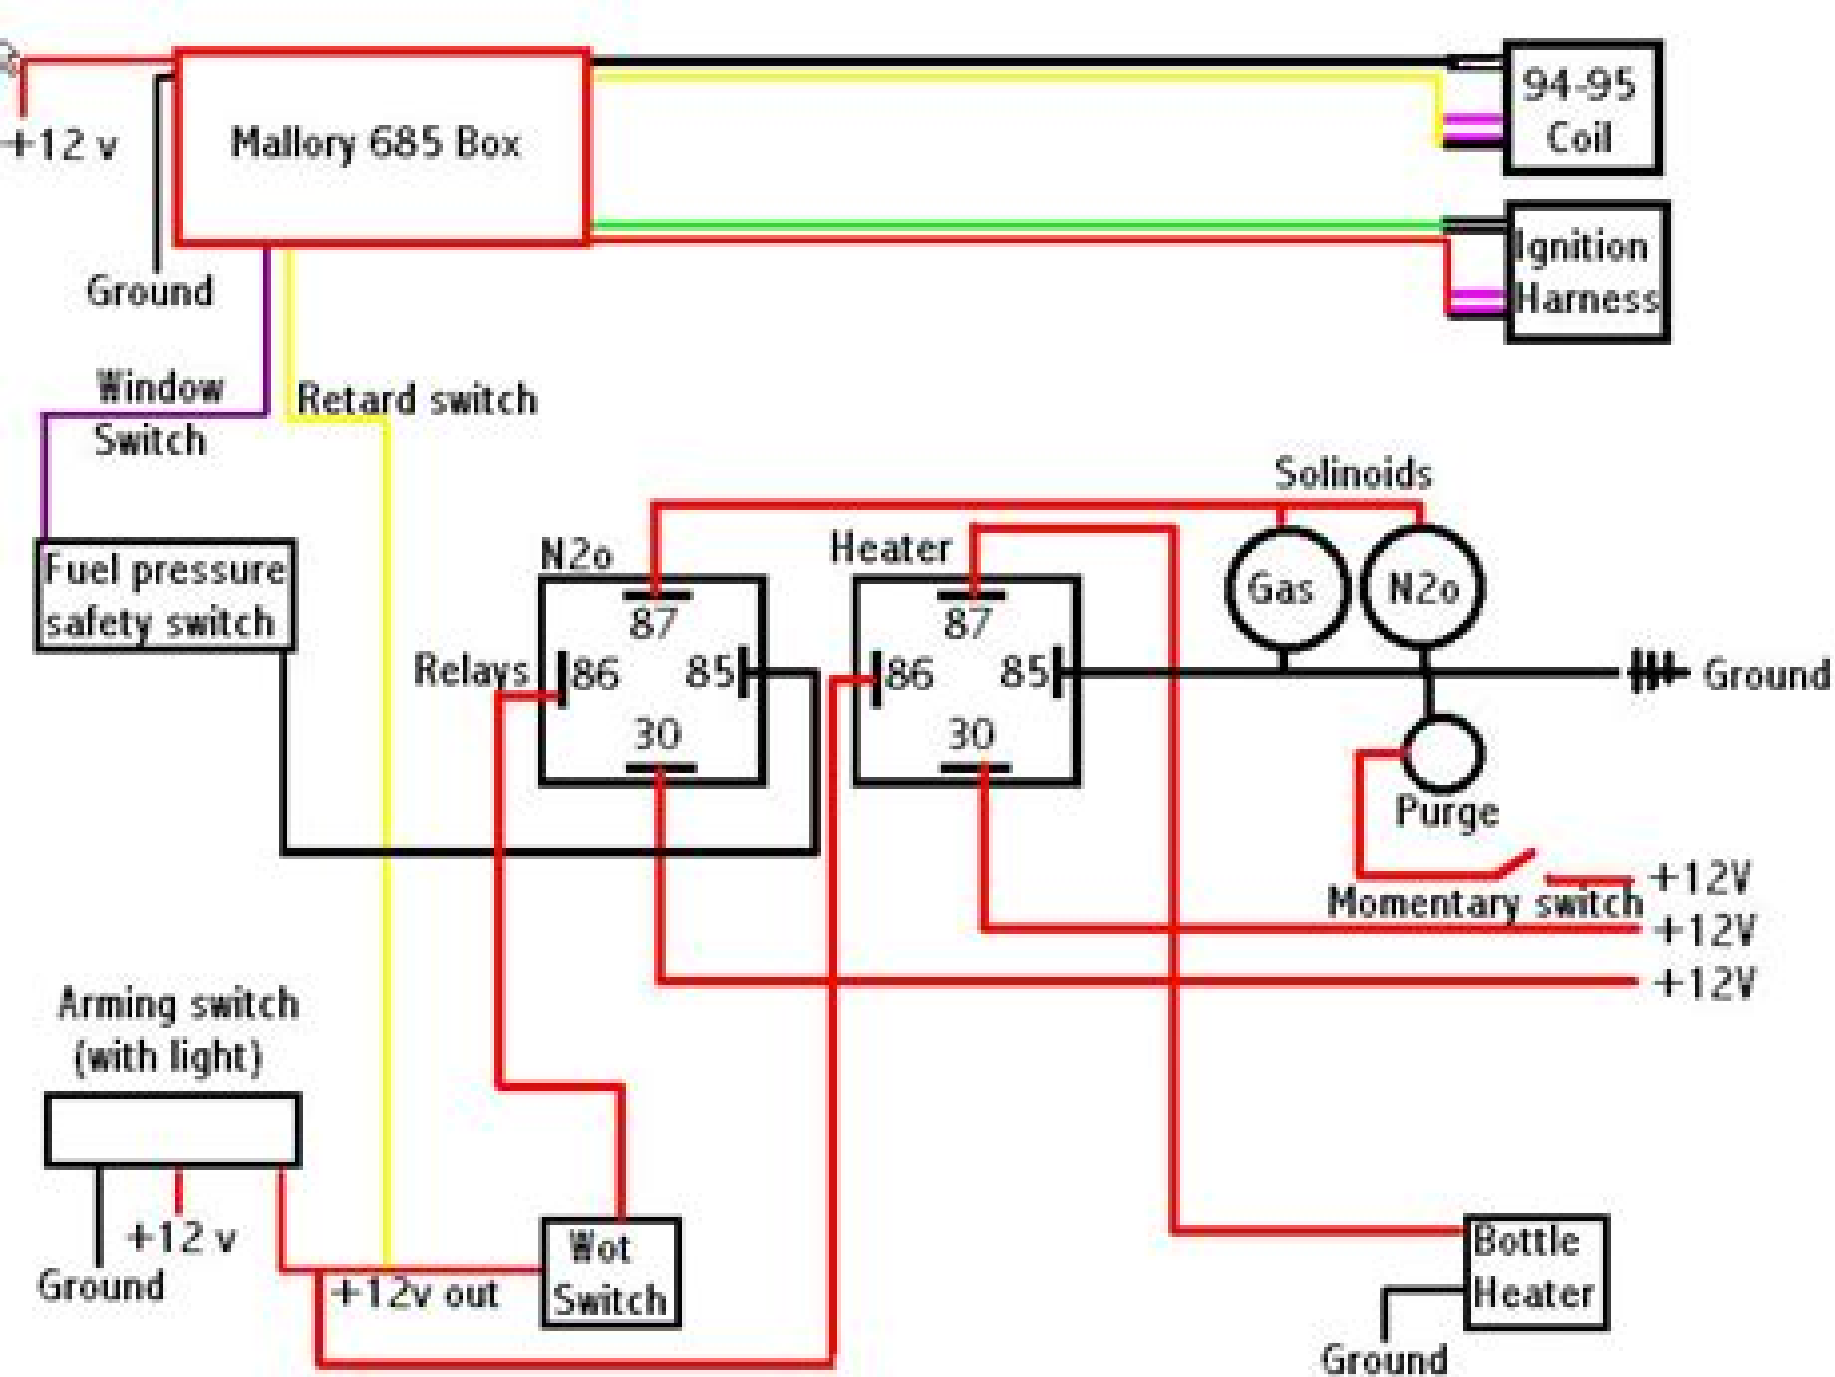 +12 v
Mallory 685 Box
94-95
Coil
Ground
Ignition
Harness
Window
Switch
Retard switch
Solinoids
Fuel pressure
safety switch
N2o
Heater
Gas
N2o
87
87
Relays
86
85
86
85
Ground
30
30
Purge
+12V
Momentary switch
+12V
+12V
Arming switch
(with light)
+12 v
Ground
+12v out
Wot
Switch
Bottle
Heater
Ground